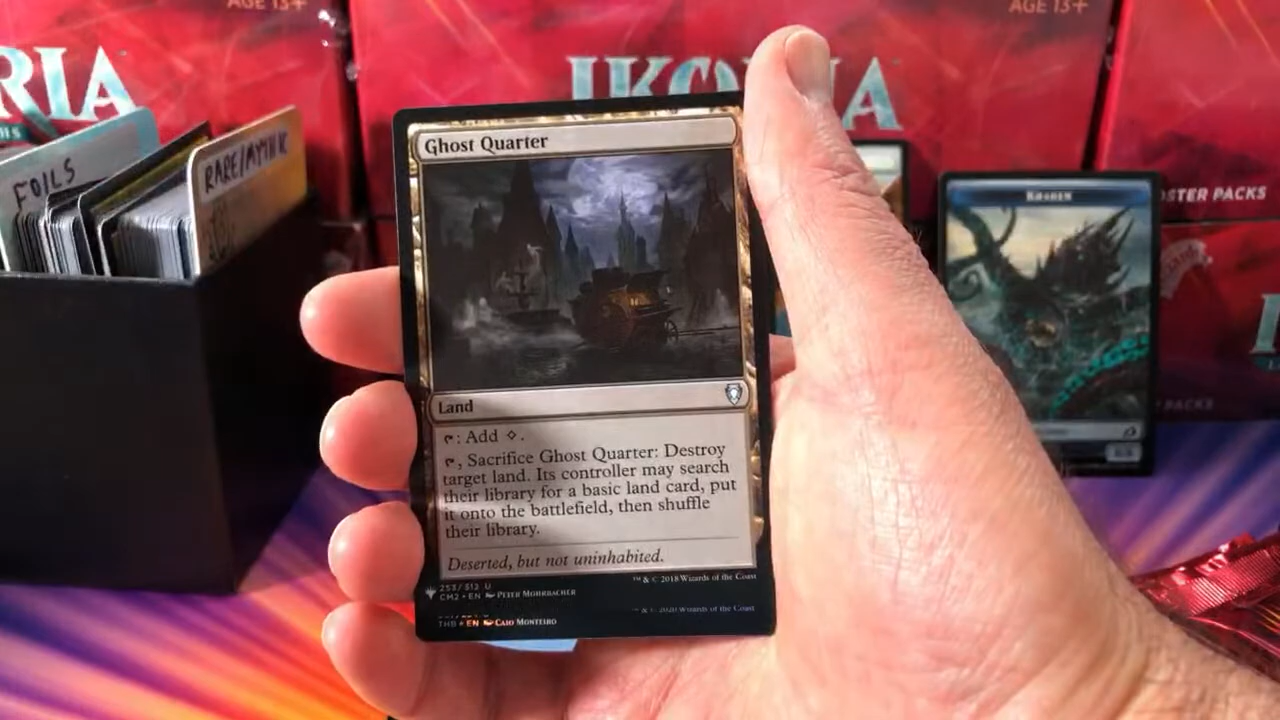 AGE 13+
AGE 13+
RIA
IKORIA
FOILS
RARE/MYTHIC
OSTER PACKS
PACKS
KRAKEN
Ghost Quarter
Land
: Add ◇.
, Sacrifice Ghost Quarter: Destroy
target land. Its controller may search
their library for a basic land card, put
it onto the battlefield, then shuffle
their library.
Deserted, but not uninhabited.
253/312 U
™ & © 2018 Wizards of the Coast
CM2 • EN PETER MOHRBACHER
™ & © 2020 Wizards of the Coast
THB • EN CAIO MONTEIRO